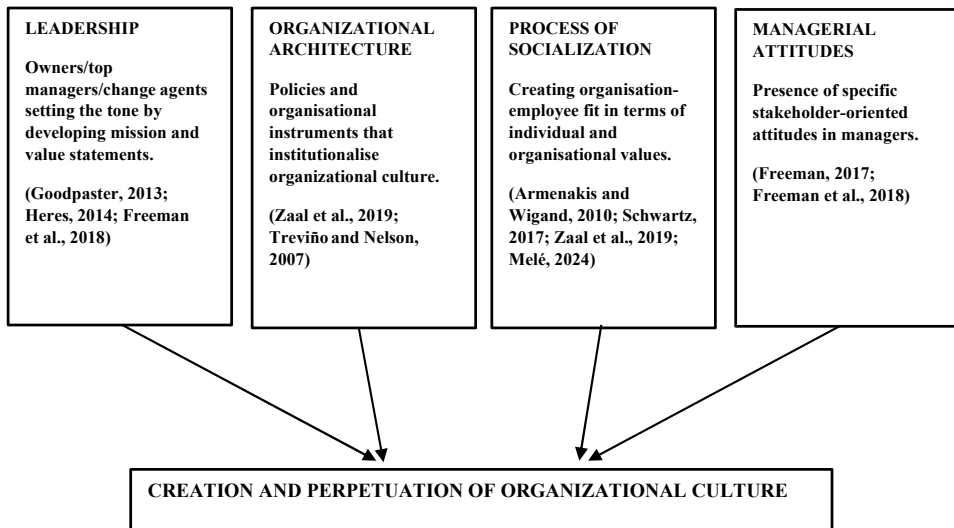 LEADERSHIP
Owners/top
managers/change agents
setting the tone by
developing mission and
value statements.
(Goodpaster, 2013;
Heres, 2014; Freeman
et al., 2018)
ORGANIZATIONAL
ARCHITECTURE
Policies and
organisational
instruments that
institutionalise
organizational culture.
(Zaal et al., 2019;
Treviño and Nelson,
2007)
PROCESS OF
SOCIALIZATION
Creating organisation-
employee fit in terms of
individual and
organisational values.
(Armenakis and
Wigand, 2010; Schwartz,
2017; Zaal et al., 2019;
Melé, 2024)
MANAGERIAL
ATTITUDES
Presence of specific
stakeholder-oriented
attitudes in managers.
(Freeman, 2017;
Freeman et al., 2018)
CREATION AND PERPETUATION OF ORGANIZATIONAL CULTURE